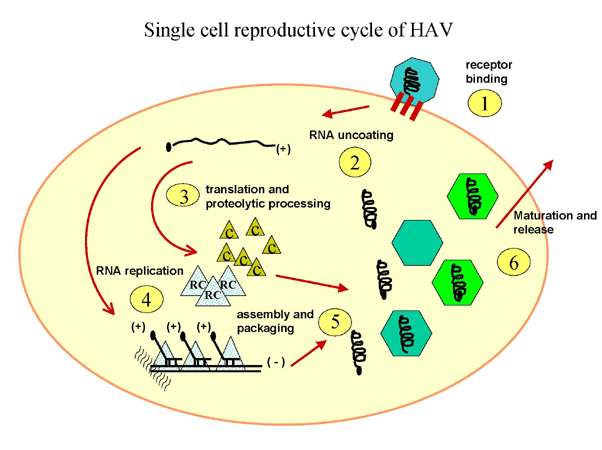 Single cell reproductive cycle of HAV
receptor
binding
1
RNA uncoating
2
(+)
3
translation and
proteolytic processing
C
C
C
C
C
C
RC
RC
RC
RNA replication
4
(+) (+) (+)
(-)
assembly and
packaging
5
Maturation and
release
6